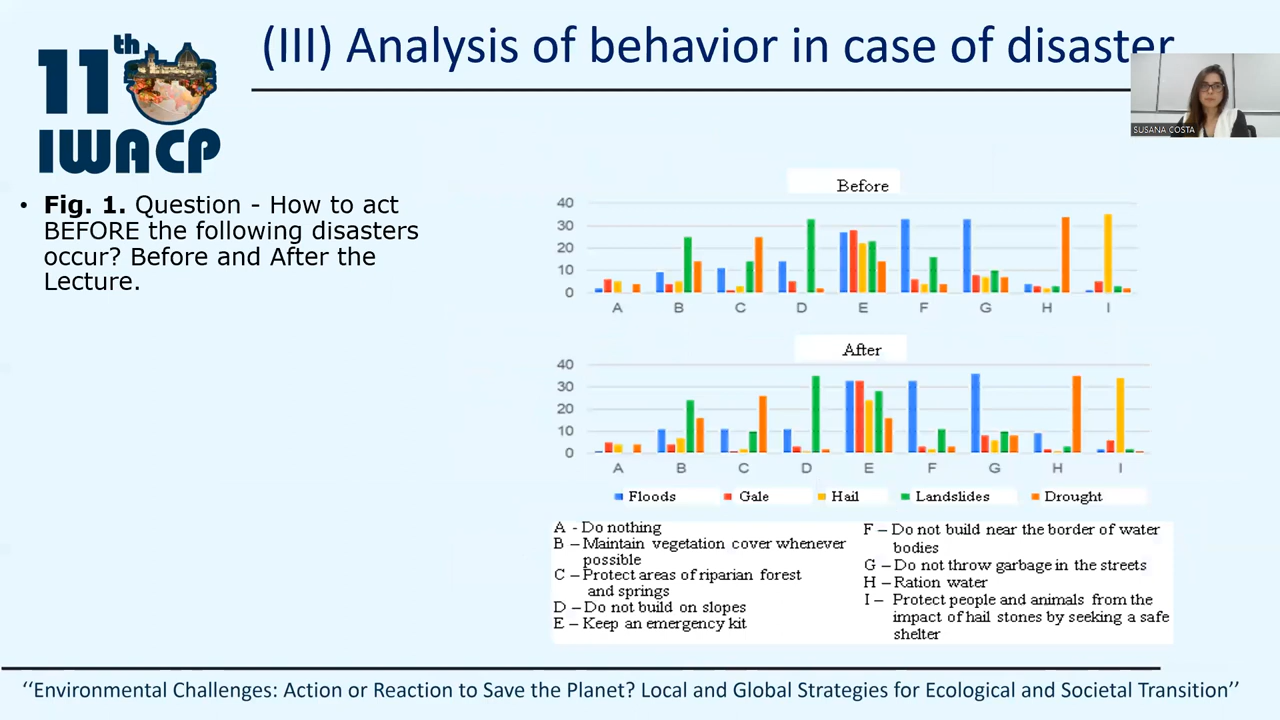 11th
IWACP
(III) Analysis of behavior in case of disaster
SUSANA COSTA
• Fig. 1. Question - How to act
BEFORE the following disasters
occur? Before and After the
Lecture.
Before
40
30
20
10
0
A B C D E F G H I
After
40
30
20
10
0
A B C D E F G H I
Floods Gale Hail Landslides Drought
A - Do nothing
B – Maintain vegetation cover whenever
possible
C – Protect areas of riparian forest
and springs
D – Do not build on slopes
E – Keep an emergency kit
F – Do not build near the border of water
bodies
G – Do not throw garbage in the streets
H – Ration water
I – Protect people and animals from the
impact of hail stones by seeking a safe
shelter
‘‘Environmental Challenges: Action or Reaction to Save the Planet? Local and Global Strategies for Ecological and Societal Transition’’